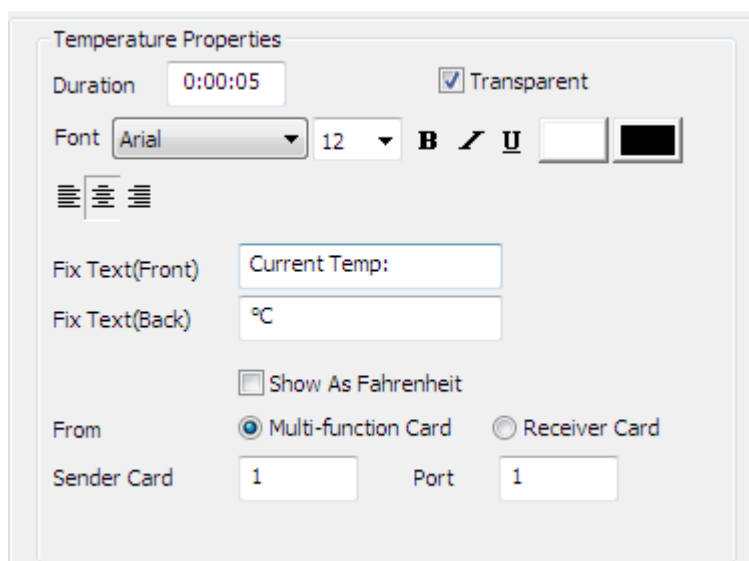 Temperature Properties
Duration 0:00:05 Transparent
Font Arial 12 B I U
Fix Text(Front) Current Temp:
Fix Text(Back) ℃
Show As Fahrenheit
From Multi-function Card Receiver Card
Sender Card 1 Port 1